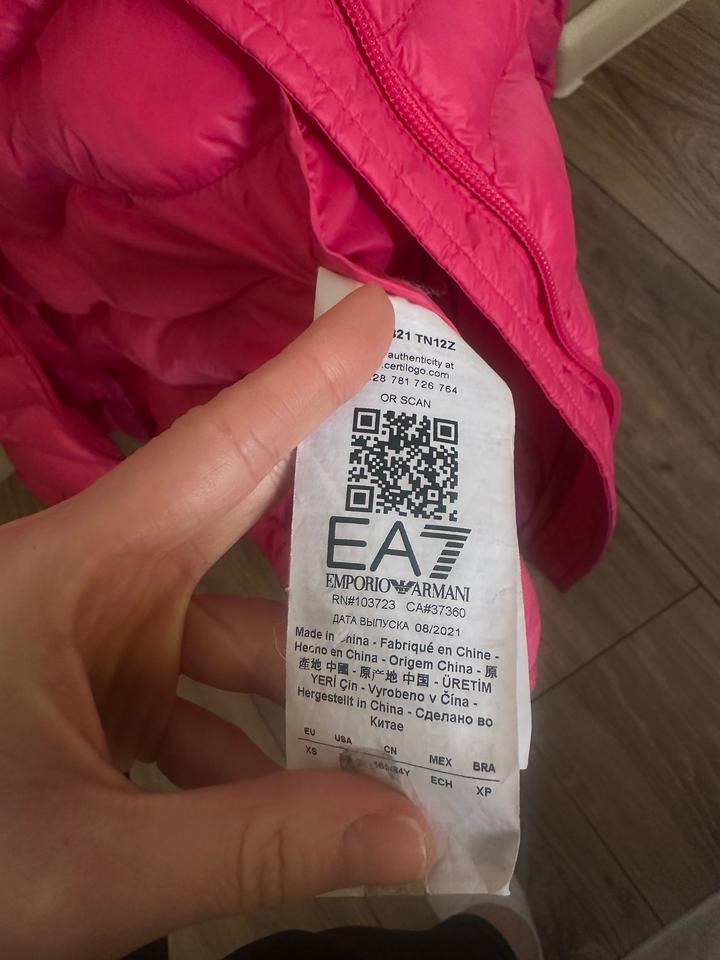 321 TN12Z
authenticity at
.certilogo.com
28 781 726 764
OR SCAN
EA7
EMPORIO ARMANI
RN#103723 CA#37360
ДАТА ВЫПУСКА 08/2021
Made in China - Fabriqué en Chine -
Hecho en China - Origem China - 原
產地 中國 - 原产地 中国 - ÜRETİM
YERİ Çin - Vyrobeno v Čína -
Hergestellt in China - Сделано во
Китае
EU USA CN MEX BRA
XS ECH XP